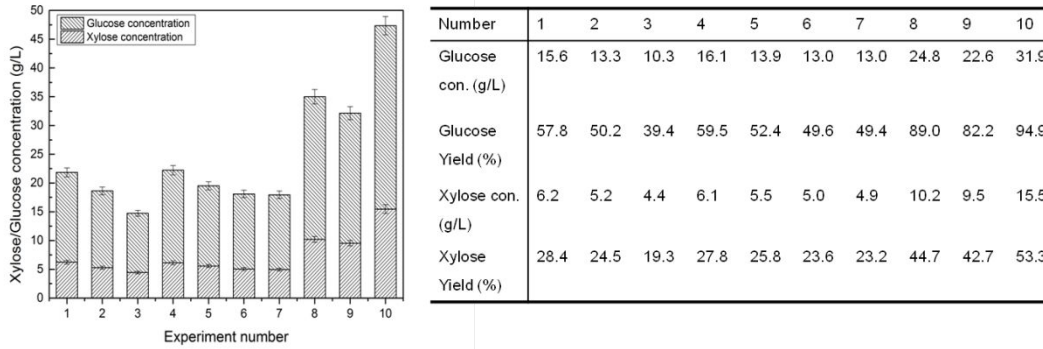 50
45
40
35
30
25
20
15
10
5
0
Xylose/Glucose concentration (g/L)
Glucose concentration
Xylose concentration
1 2 3 4 5 6 7 8 9 10
Experiment number
Number 1 2 3 4 5 6 7 8 9 10
Glucose 15.6 13.3 10.3 16.1 13.9 13.0 13.0 24.8 22.6 31.9
con. (g/L)
Glucose 57.8 50.2 39.4 59.5 52.4 49.6 49.4 89.0 82.2 94.9
Yield (%)
Xylose con. 6.2 5.2 4.4 6.1 5.5 5.0 4.9 10.2 9.5 15.5
(g/L)
Xylose 28.4 24.5 19.3 27.8 25.8 23.6 23.2 44.7 42.7 53.3
Yield (%)